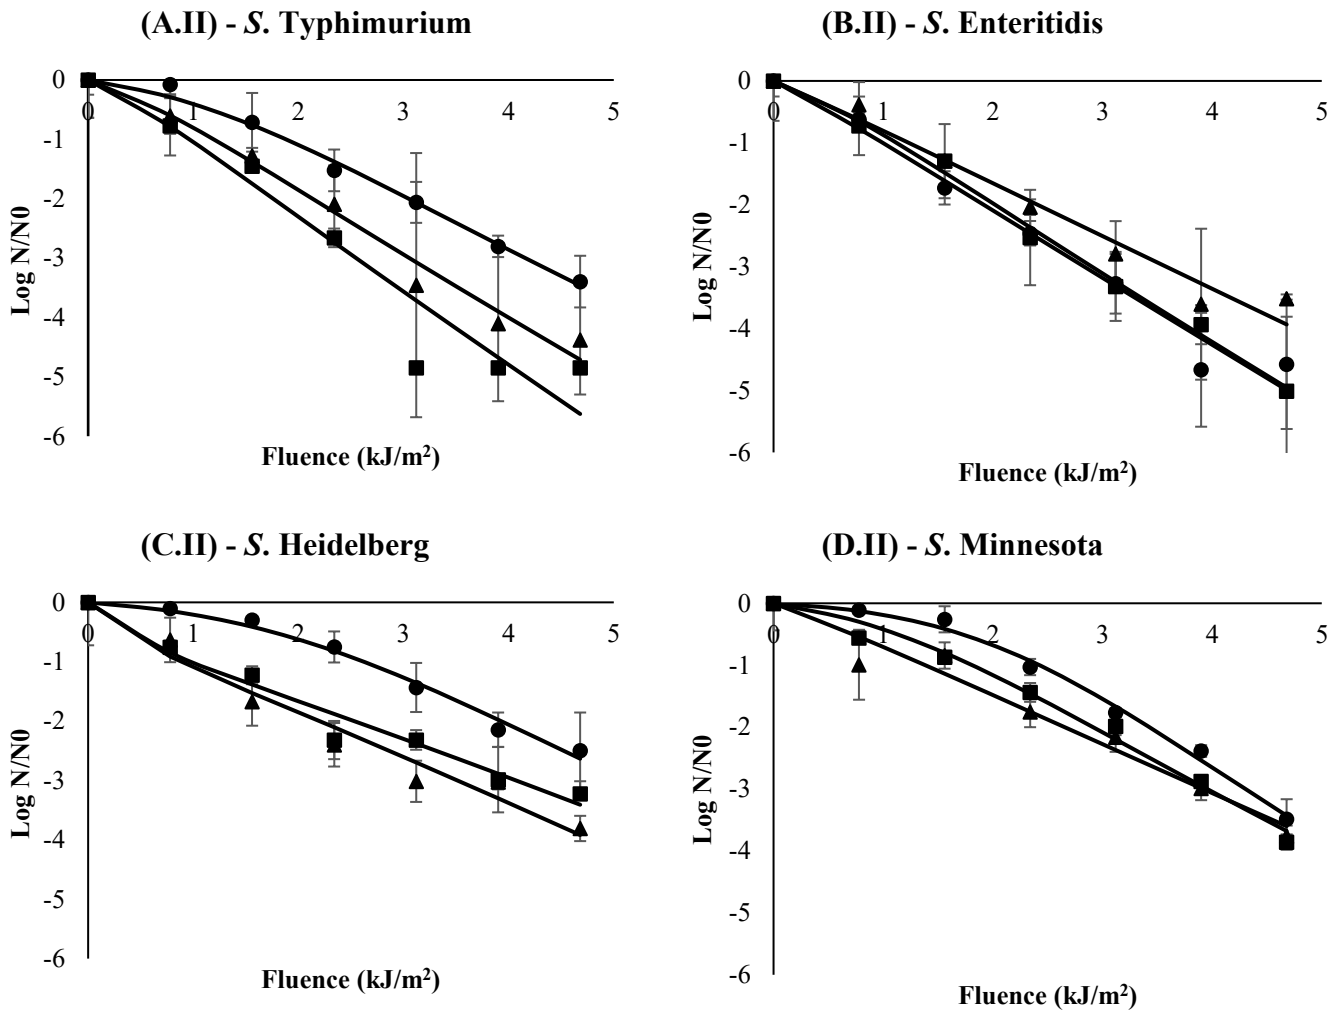 (A.II) - S. Typhimurium
0
0 1 2 3 4 5
-1
-2
-3
-4
-5
-6
Log N/N0
Fluence (kJ/m²)
(B.II) - S. Enteritidis
0
0 1 2 3 4 5
-1
-2
-3
-4
-5
-6
Log N/N0
Fluence (kJ/m²)
(C.II) - S. Heidelberg
0
0 1 2 3 4 5
-1
-2
-3
-4
-5
-6
Log N/N0
Fluence (kJ/m²)
(D.II) - S. Minnesota
0
0 1 2 3 4 5
-1
-2
-3
-4
-5
-6
Log N/N0
Fluence (kJ/m²)